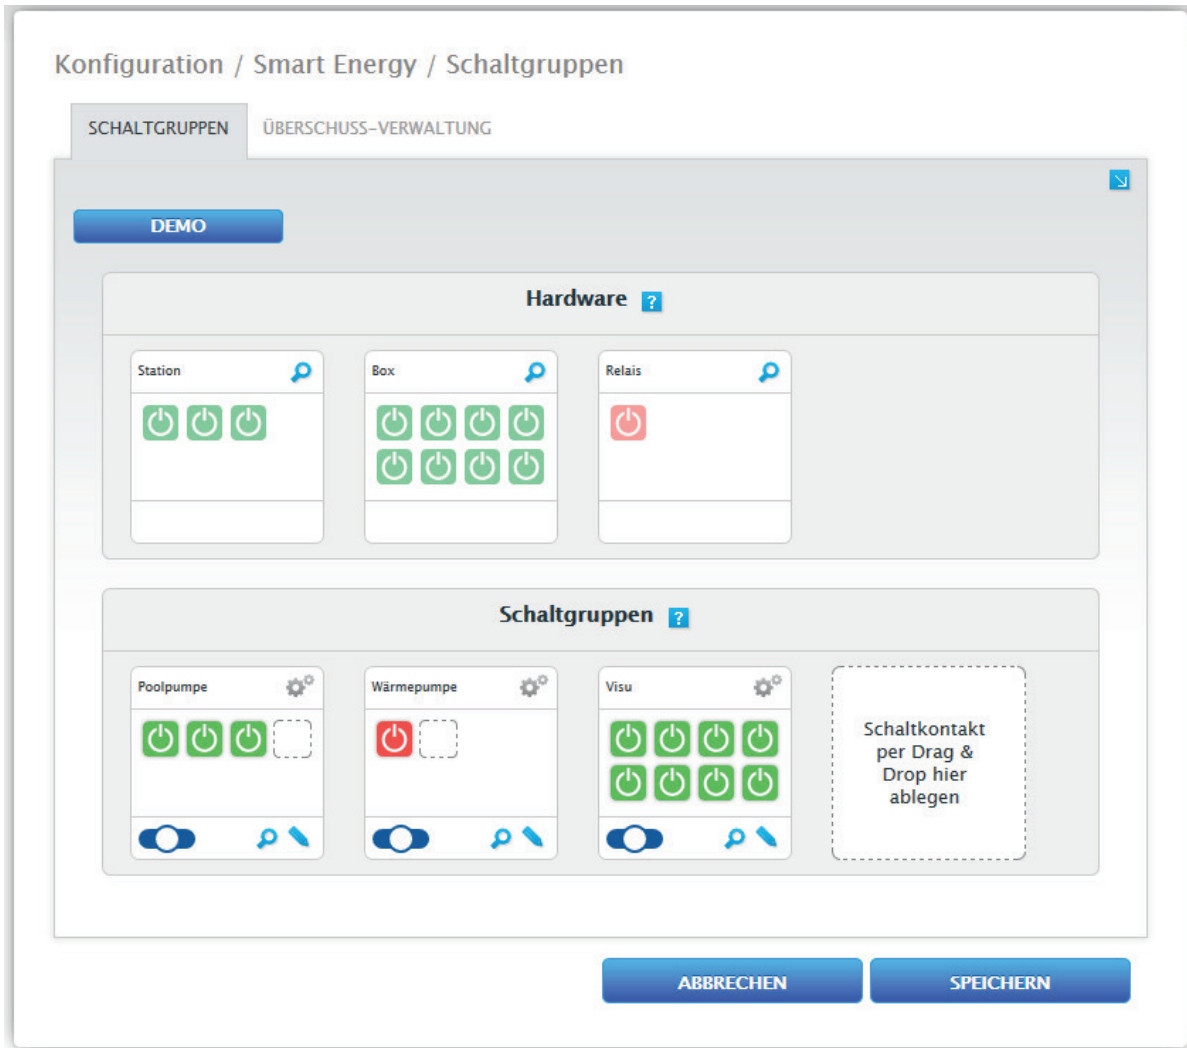 Konfiguration / Smart Energy / Schaltgruppen
SCHALTGRUPPEN ÜBERSCHUSS-VERWALTUNG
DEMO
Hardware ?
Station Box Relais
Schaltgruppen ?
Poolpumpe Wärmepumpe Visu
Schaltkontakt
per Drag &
Drop hier
ablegen
ABBRECHEN SPEICHERN